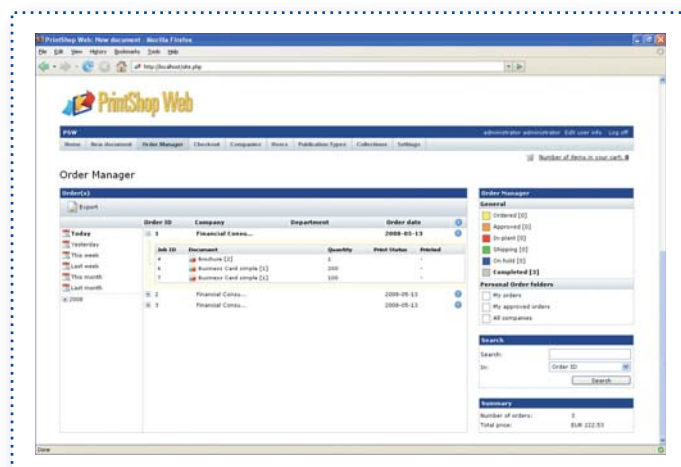 PrintShop Web: New document - Mozilla Firefox
File Edit View History Bookmarks Tools Help
http://localhost/site.php
PrintShop Web
PSW
administrator administrator Edit user info Log off
Home New document Order Manager Checkout Companies Users Publication Types Collections Settings
Number of items in your cart: 0
Order Manager
Order(s)
Export
Order ID Company Department Order date
Today
Yesterday
This week
Last week
This month
Last month
2008
1 Financial Consu... 2008-05-13
Job ID Document Quantity Print Status Printed
4 Brochure [1] 1 -
6 Business Card simple [1] 200 -
7 Business Card simple [1] 100 -
2 Financial Consu... 2008-05-13
3 Financial Consu... 2008-05-13
Order Manager
General
Ordered [0]
Approved [0]
In-plant [0]
Shipping [0]
On hold [0]
Completed [3]
Personal Order folders
My orders
My approved orders
All companies
Search
Search:
In: Order ID
Search
Summary
Number of orders: 3
Total price: EUR 222.53
Done